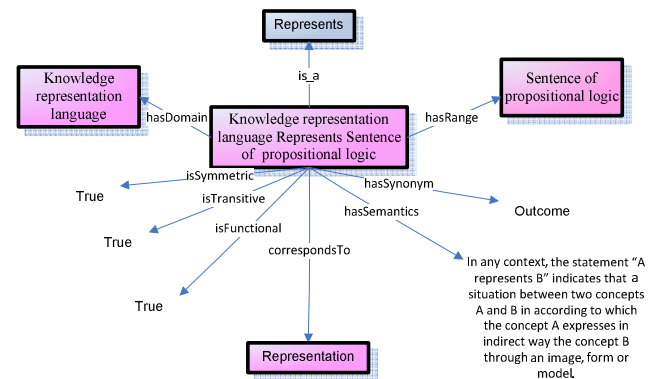 Represents
is_a
Knowledge
representation
language
Sentence of
propositional logic
hasDomain
Knowledge representation
language Represents Sentence
of propositional logic
hasRange
isSymmetric
True
isTransitive
True
isFunctional
True
correspondsTo
Representation
hasSynonym
Outcome
hasSemantics
In any context, the statement “A
represents B” indicates that a
situation between two concepts
A and B in according to which
the concept A expresses in
indirect way the concept B
through an image, form or
model.